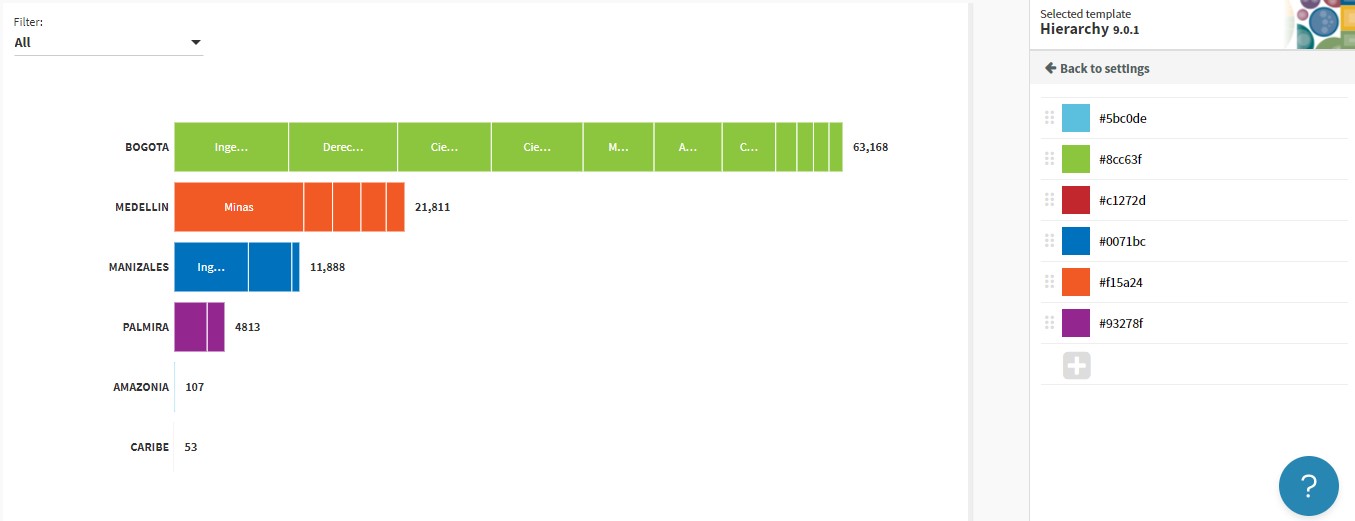 Filter:
All
BOGOTA Inge... Derec... Cie... Cie... M... A... C... 63,168
MEDELLIN Minas 21,811
MANIZALES Ing... 11,888
PALMIRA 4813
AMAZONIA 107
CARIBE 53
Selected template
Hierarchy 9.0.1
Back to settings
#5bc0de
#8cc63f
#c1272d
#0071bc
#f15a24
#93278f
?